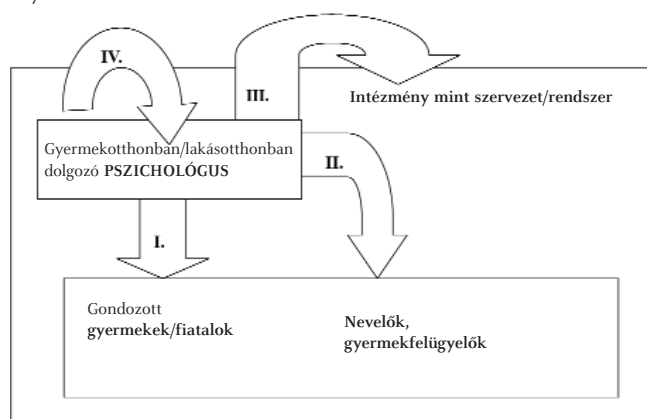 IV.
III.
Intézmény mint szervezet/rendszer
Gyermekotthonban/lakásotthonban
dolgozó PSZICHOLÓGUS
II.
I.
Gondozott
gyermekek/fiatalok
Nevelők,
gyermekfelügyelők